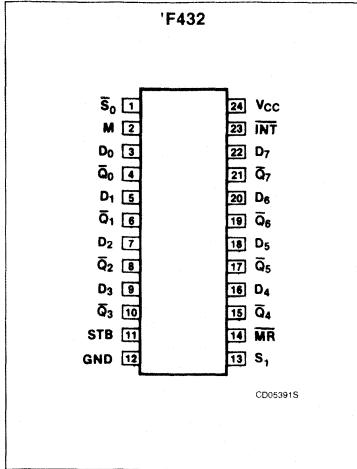 'F432
S̅₀ 1 24 VCC
M 2 23 I̅N̅T̅
D₀ 3 22 D₇
Q̅₀ 4 21 Q̅₇
D₁ 5 20 D₆
Q̅₁ 6 19 Q̅₆
D₂ 7 18 D₅
Q̅₂ 8 17 Q̅₅
D₃ 9 16 D₄
Q̅₃ 10 15 Q̅₄
STB 11 14 M̅R̅
GND 12 13 S₁
CD05391S